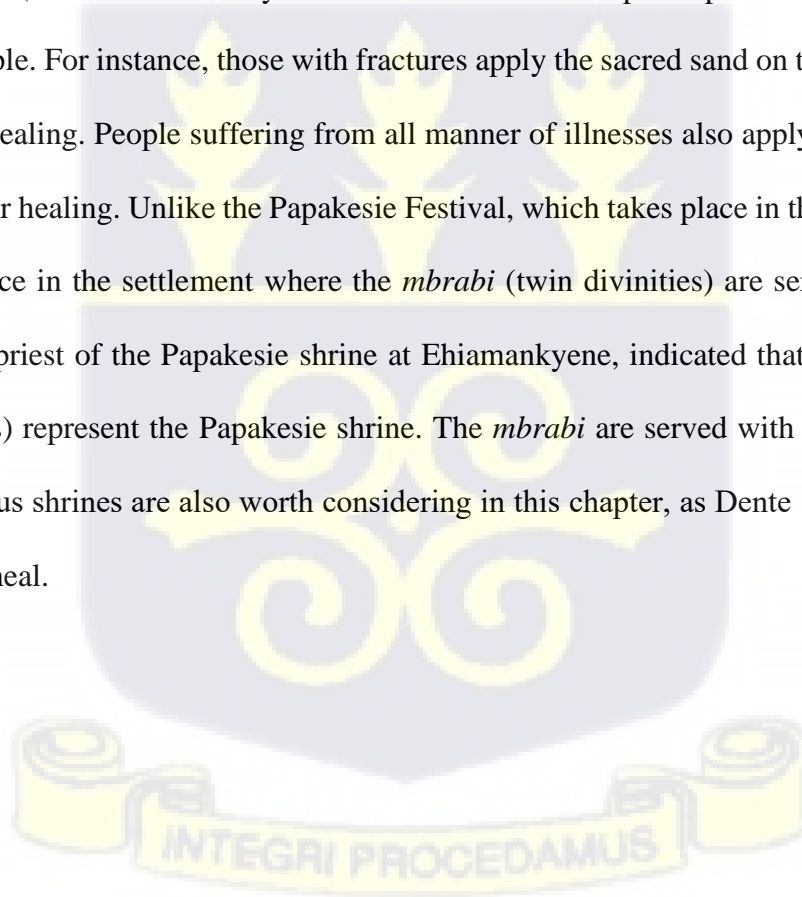 ple. For instance, those with fractures apply the sacred sand on t
ealing. People suffering from all manner of illnesses also apply
r healing. Unlike the Papakesie Festival, which takes place in th
ce in the settlement where the mbrabi (twin divinities) are se
priest of the Papakesie shrine at Ehiamankyene, indicated that
) represent the Papakesie shrine. The mbrabi are served with
us shrines are also worth considering in this chapter, as Dente
neal.
INTEGRI PROCEDAMUS